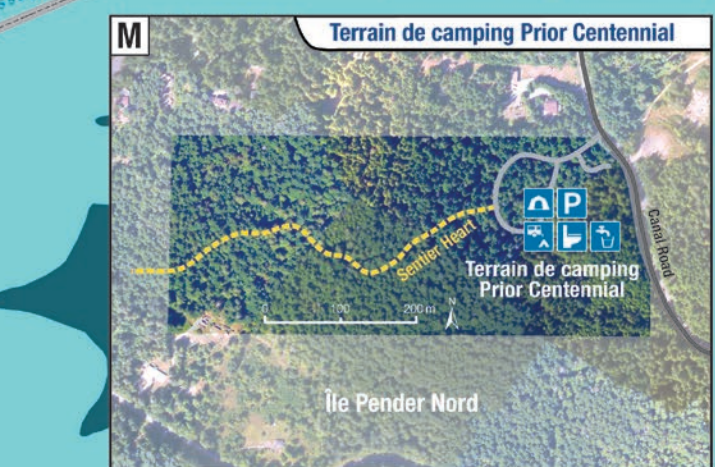 M
Terrain de camping Prior Centennial
P
Canal Road
Sentier Heart
Terrain de camping
Prior Centennial
0 100 200 m
N
Île Pender Nord